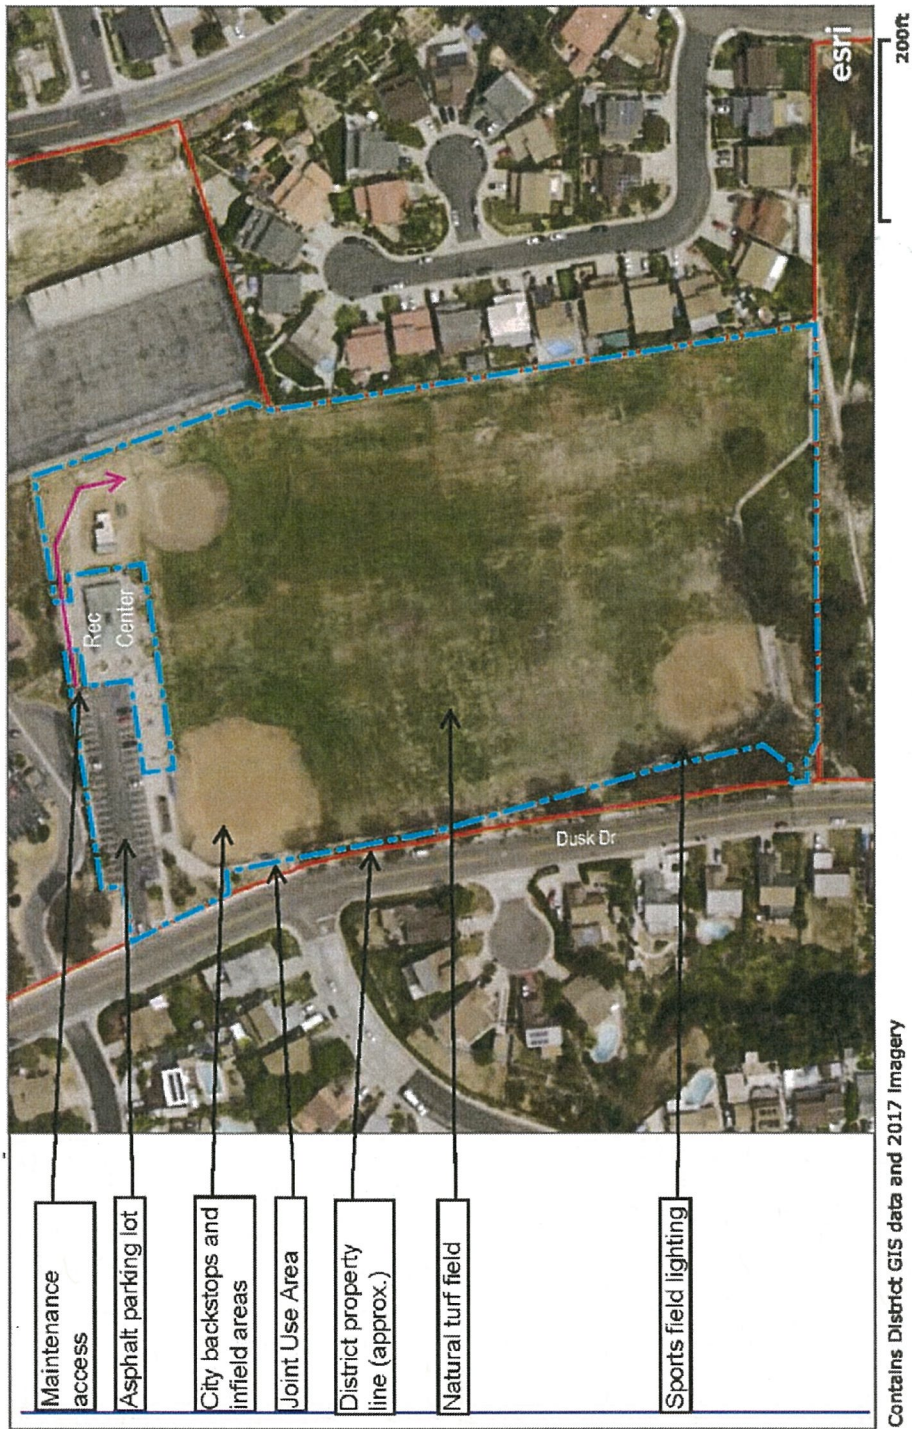 Maintenance
access
Asphalt parking lot
City backstops and
infield areas
Joint Use Area
District property
line (approx.)
Natural turf field
Sports field lighting
Rec
Center
Dusk Dr
esri
200ft
Contains District GIS data and 2017 Imagery